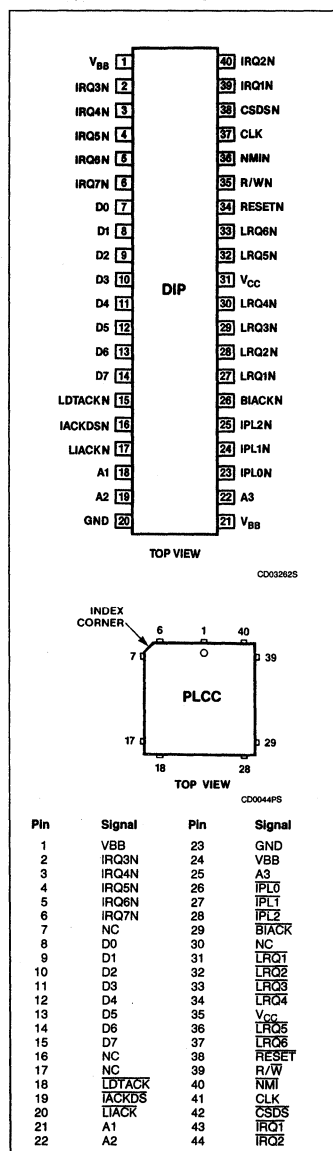 VBB 1 40 IRQ2N
IRQ3N 2 39 IRQ1N
IRQ4N 3 38 CSDSN
IRQ5N 4 37 CLK
IRQ6N 5 36 NMIN
IRQ7N 6 35 R/WN
D0 7 34 RESETN
D1 8 33 LRQ6N
D2 9 32 LRQ5N
D3 10 31 VCC
DIP
D4 11 30 LRQ4N
D5 12 29 LRQ3N
D6 13 28 LRQ2N
D7 14 27 LRQ1N
LDTACKN 15 26 BIACKN
IACKDSN 16 25 IPL2N
LIACKN 17 24 IPL1N
A1 18 23 IPL0N
A2 19 22 A3
GND 20 21 VBB
TOP VIEW
CD03262S
INDEX
CORNER
6 1 40
7 39
PLCC
17 29
18 28
TOP VIEW
CD0044PS
Pin Signal Pin Signal
1 VBB 23 GND
2 IRQ3N 24 VBB
3 IRQ4N 25 A3
4 IRQ5N 26 IPL0
5 IRQ6N 27 IPL1
6 IRQ7N 28 IPL2
7 NC 29 BIACK
8 D0 30 NC
9 D1 31 LRQ1
10 D2 32 LRQ2
11 D3 33 LRQ3
12 D4 34 LRQ4
13 D5 35 VCC
14 D6 36 LRQ5
15 D7 37 LRQ6
16 NC 38 RESET
17 NC 39 R/W
18 LDTACK 40 NMI
19 IACKDS 41 CLK
20 LIACK 42 CSDS
21 A1 43 IRQ1
22 A2 44 IRQ2